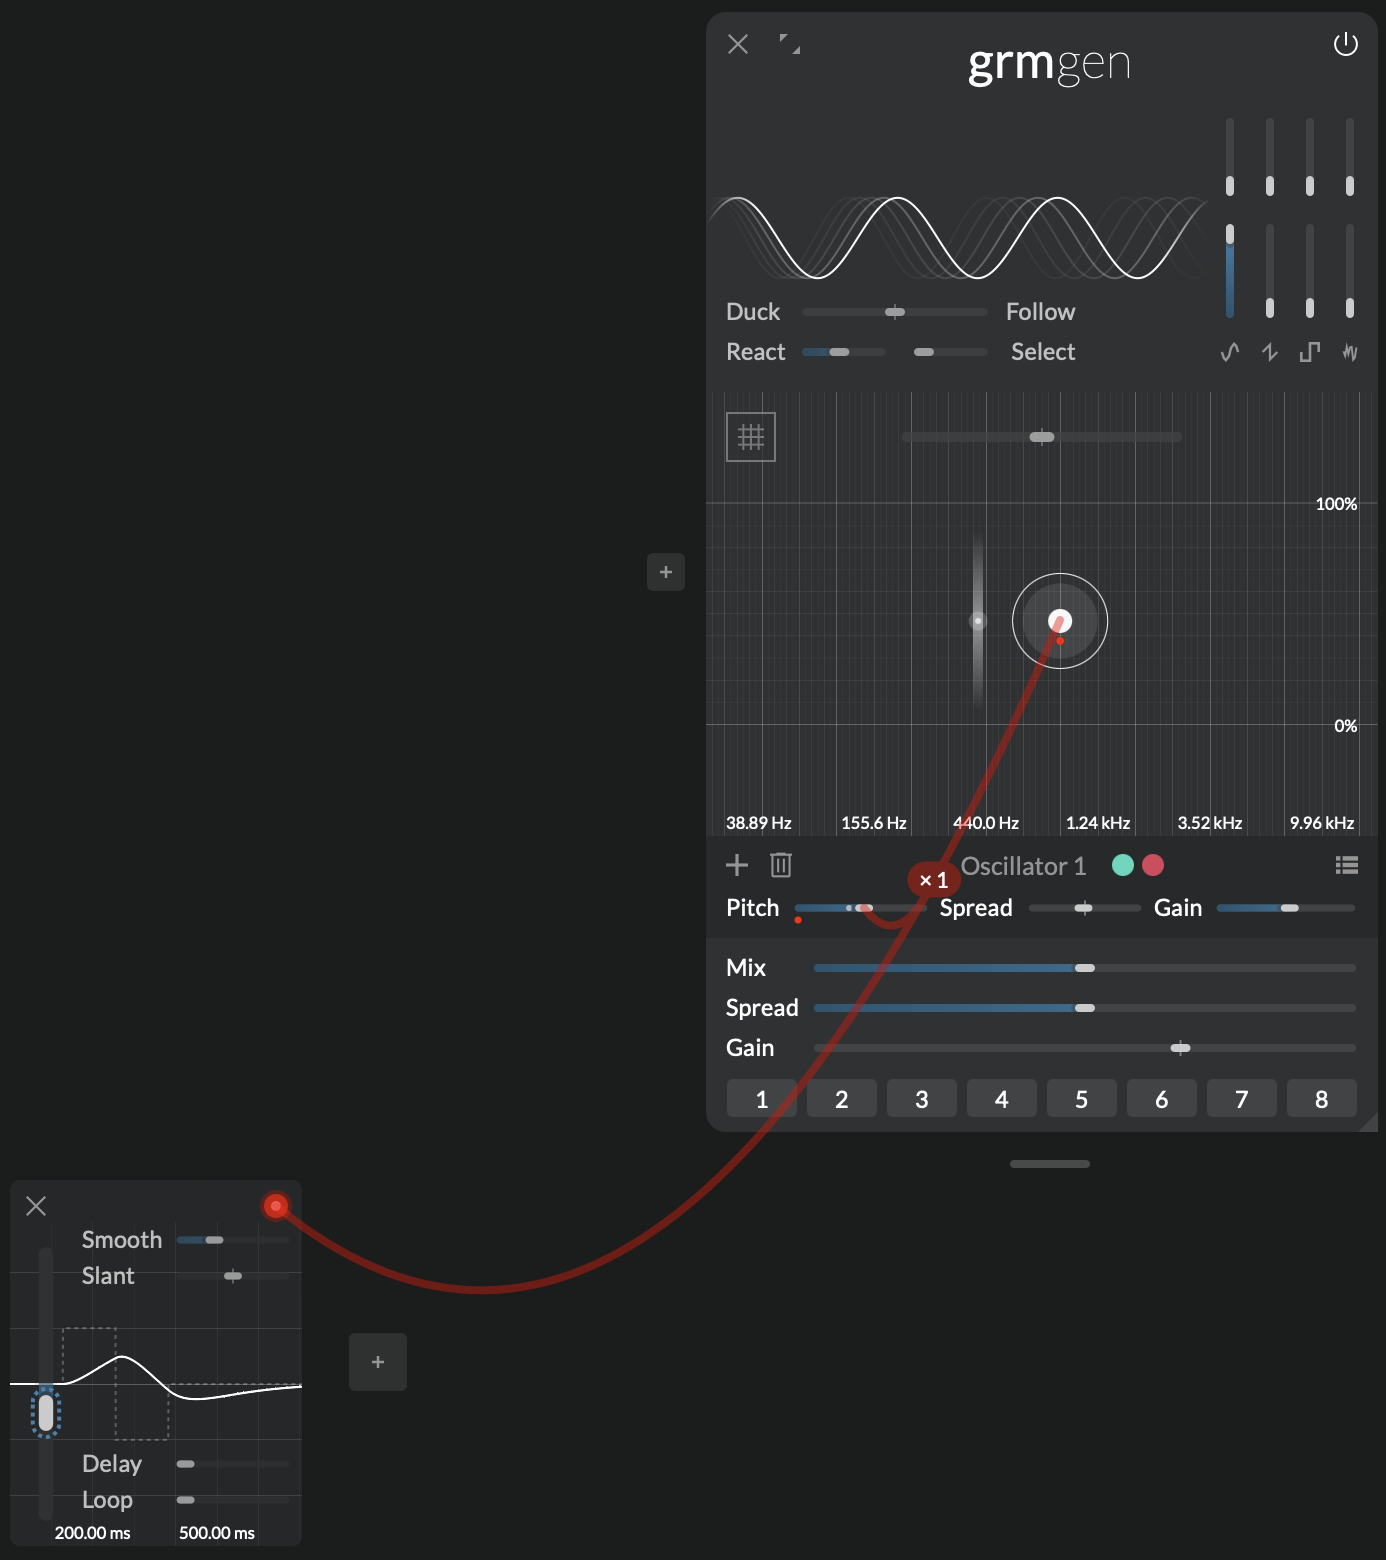 grmgen
Duck Follow
React Select
100%
0%
38.89 Hz 155.6 Hz 440.0 Hz 1.24 kHz 3.52 kHz 9.96 kHz
× 1 Oscillator 1
Pitch Spread Gain
Mix
Spread
Gain
1 2 3 4 5 6 7 8
Smooth
Slant
Delay
Loop
200.00 ms 500.00 ms